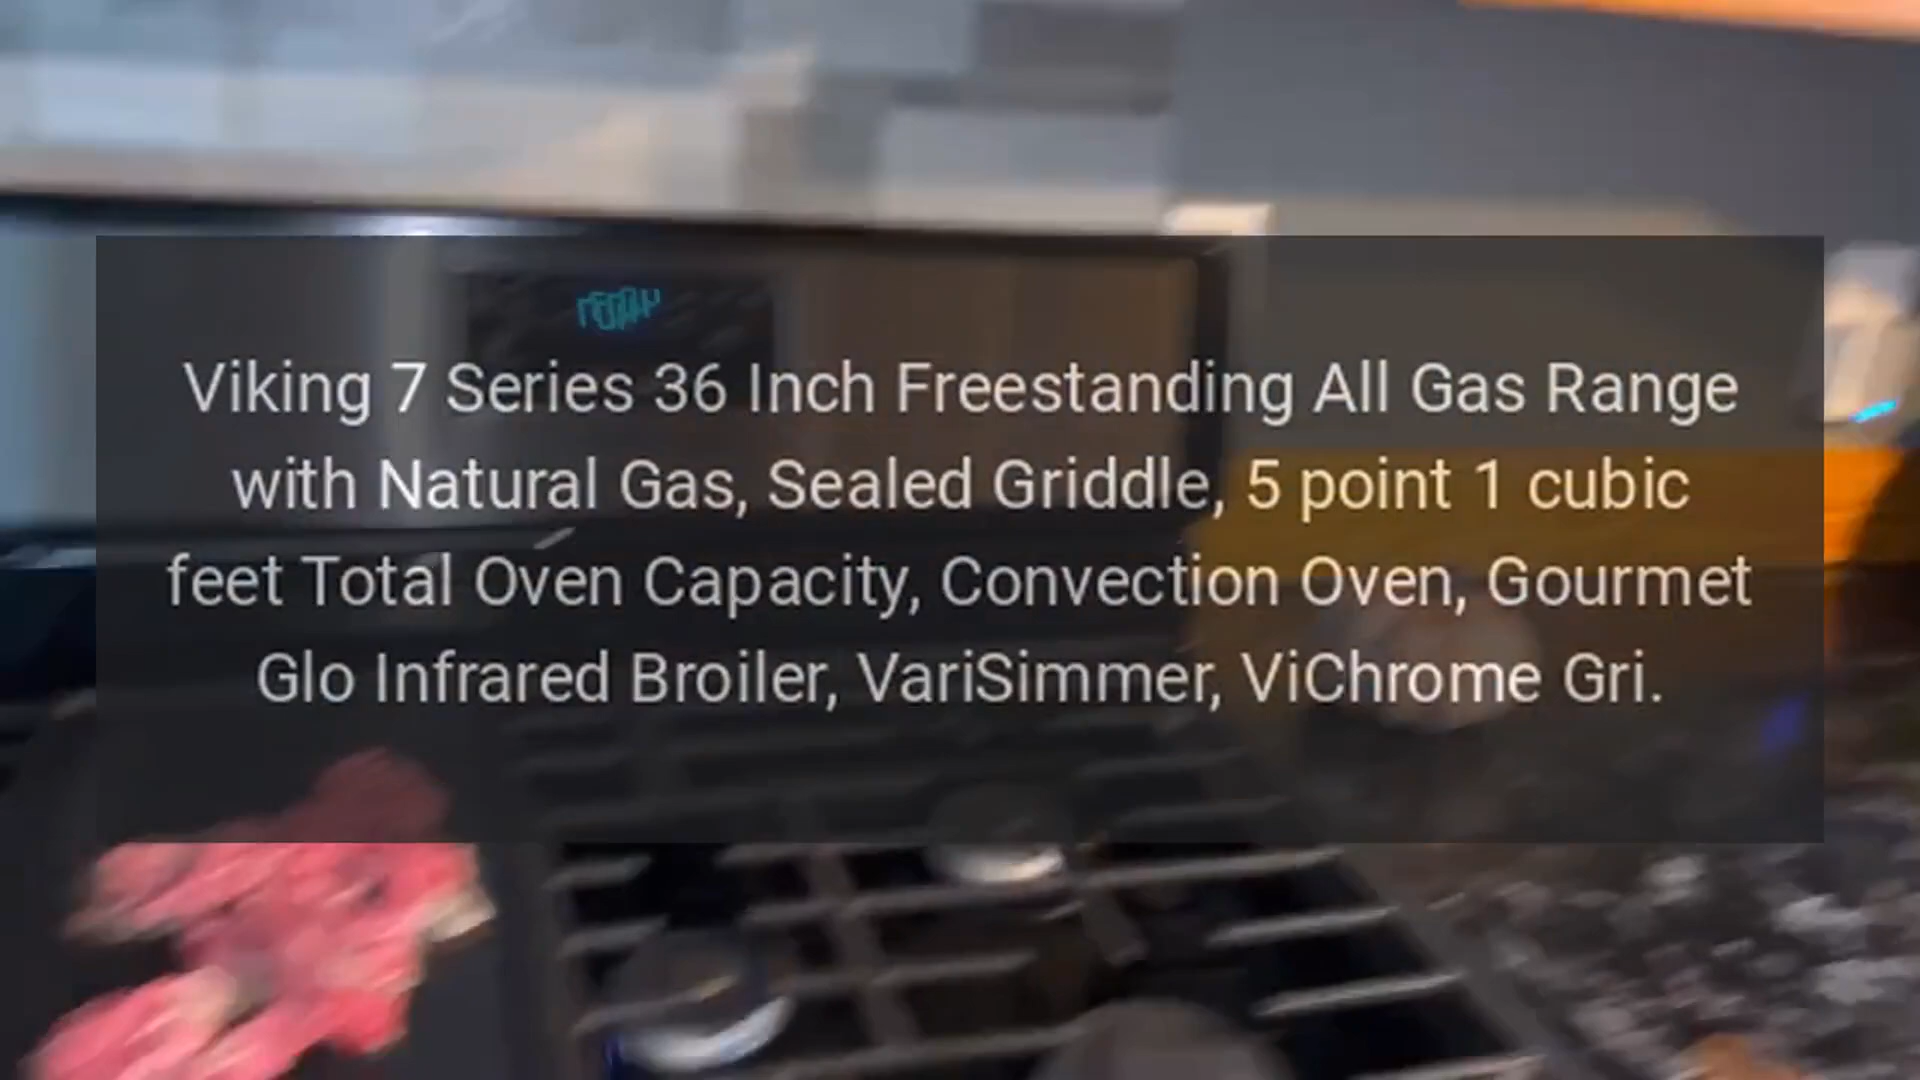 Viking 7 Series 36 Inch Freestanding All Gas Range
with Natural Gas, Sealed Griddle, 5 point 1 cubic
feet Total Oven Capacity, Convection Oven, Gourmet
Glo Infrared Broiler, VariSimmer, ViChrome Gri.